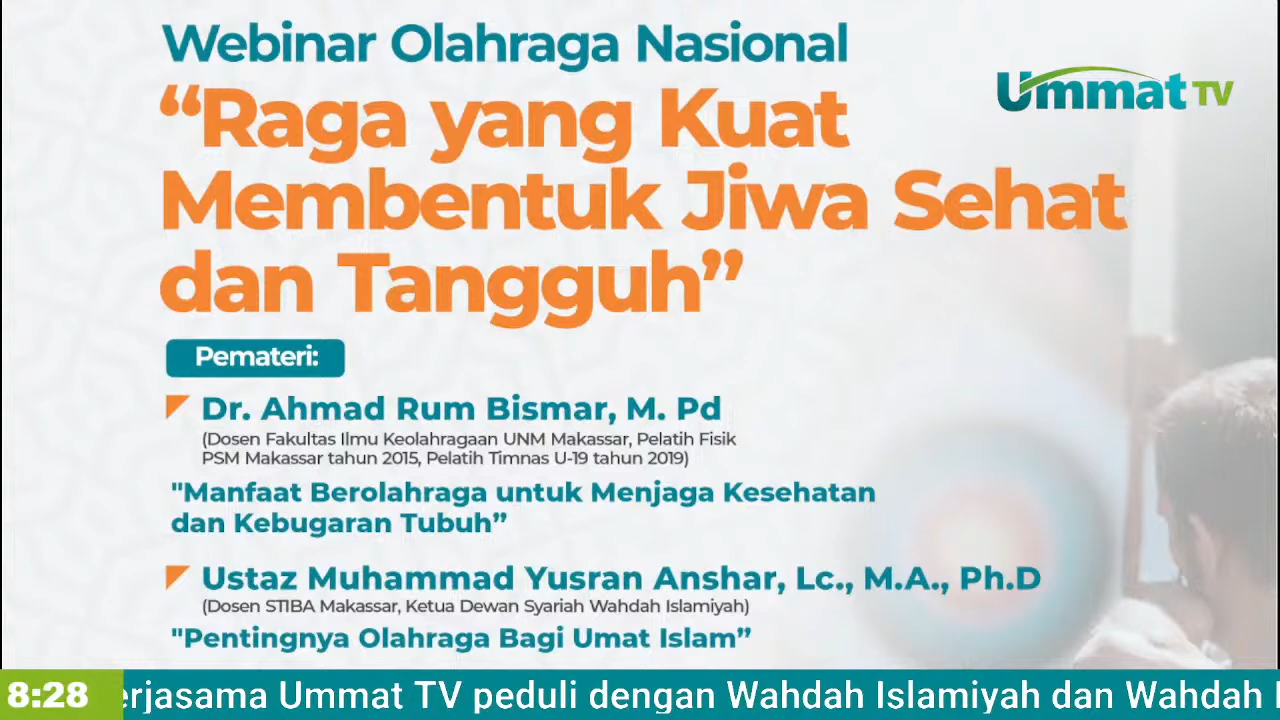 Webinar Olahraga Nasional
Ummat TV
“Raga yang Kuat
Membentuk Jiwa Sehat
dan Tangguh”
Pemateri:
Dr. Ahmad Rum Bismar, M. Pd
(Dosen Fakultas Ilmu Keolahragaan UNM Makassar, Pelatih Fisik
PSM Makassar tahun 2015, Pelatih Timnas U-19 tahun 2019)
"Manfaat Berolahraga untuk Menjaga Kesehatan
dan Kebugaran Tubuh”
Ustaz Muhammad Yusran Anshar, Lc., M.A., Ph.D
(Dosen STIBA Makassar, Ketua Dewan Syariah Wahdah Islamiyah)
"Pentingnya Olahraga Bagi Umat Islam”
8:28 erjasama Ummat TV peduli dengan Wahdah Islamiyah dan Wahdah